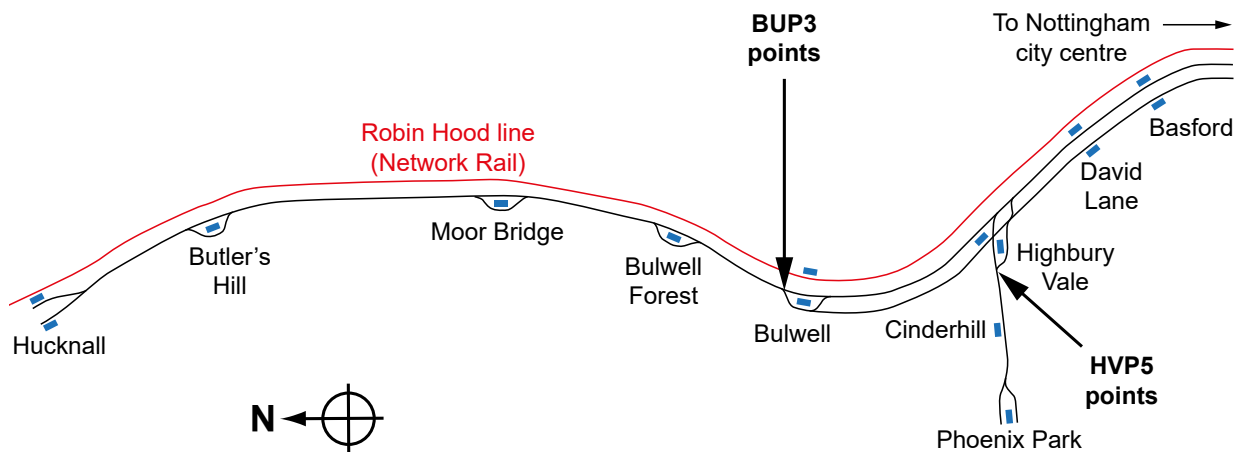 BUP3
points
To Nottingham
city centre
Robin Hood line
(Network Rail)
Basford
David
Lane
Moor Bridge
Butler’s
Hill
Bulwell
Forest
Highbury
Vale
Hucknall
Bulwell
Cinderhill
HVP5
points
N
Phoenix Park